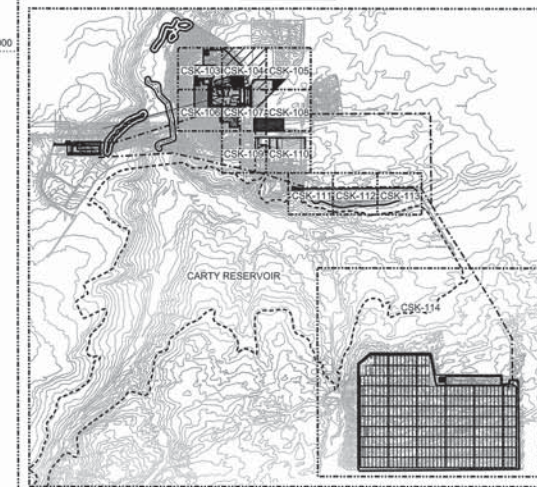 000
CSK-103 CSK-104 CSK-105
CSK-106 CSK-107 CSK-108
CSK-109 CSK-110
CSK-111 CSK-112 CSK-113
CARTY RESERVOIR
CSK-114